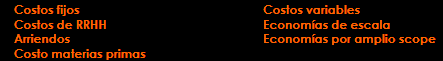 Costos fijos
Costos de RRHH
Arriendos
Costo materias primas
Costos variables
Economías de escala
Economías por amplio scope